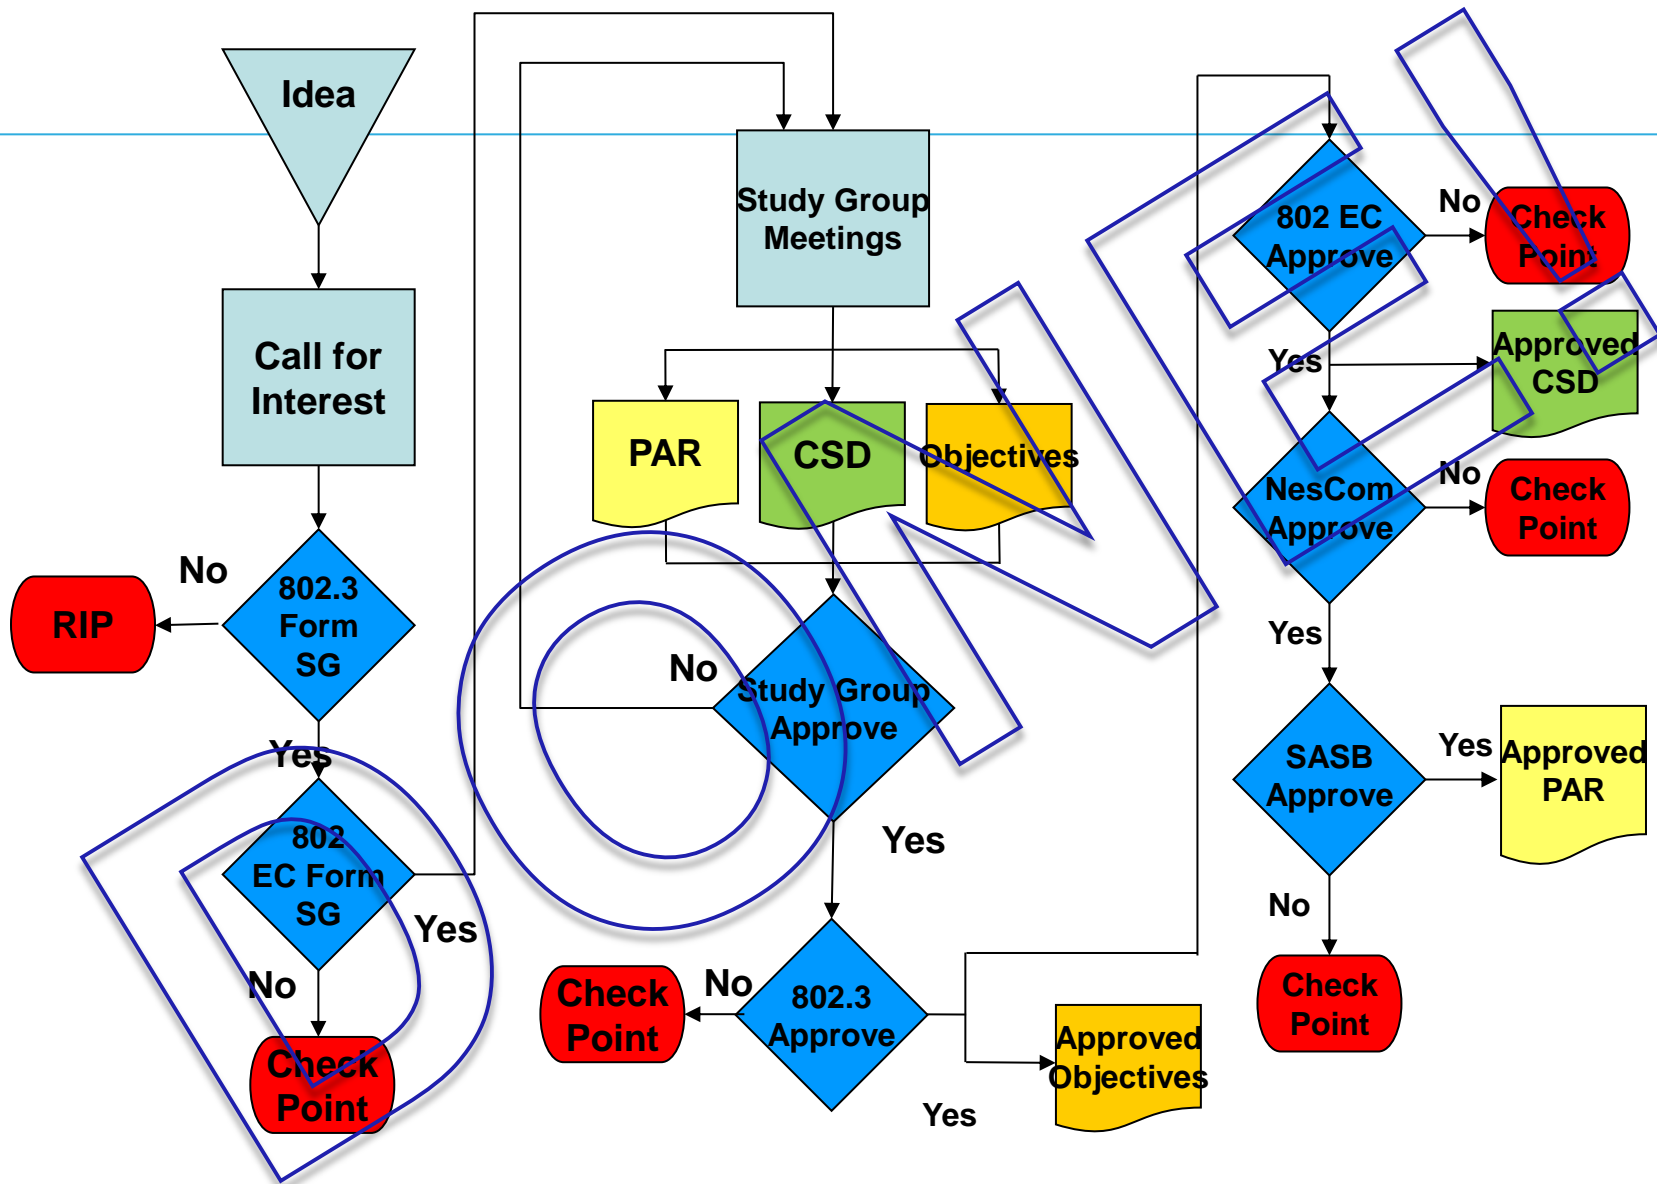 Idea
Call for
Interest
No
802.3
Form
SG
RIP
Yes
802
EC Form
SG
Yes
No
Check
Point
Study Group
Meetings
PAR
CSD
Objectives
No
Study Group
Approve
Yes
No
802.3
Approve
Check
Point
Yes
Approved
Objectives
802 EC
Approve
No
Check
Point
Yes
Approved
CSD
NesCom
Approve
No
Check
Point
Yes
SASB
Approve
Yes
Approved
PAR
No
Check
Point
DONE!